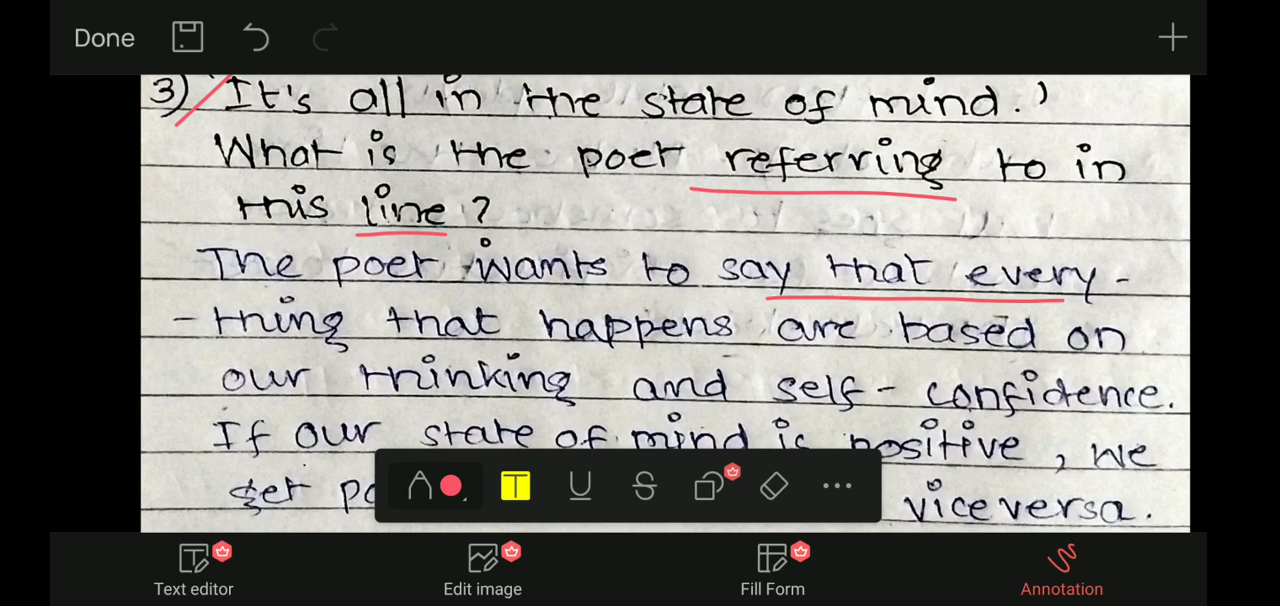 Done
3) 'It's all in the state of mind.'
What is the poet referring to in
this line?
The poet wants to say that every-
-thing that happens are based on
our thinking and self-confidence.
If our state of mind is positive, we
get viceversa.
Text editor Edit image Fill Form Annotation